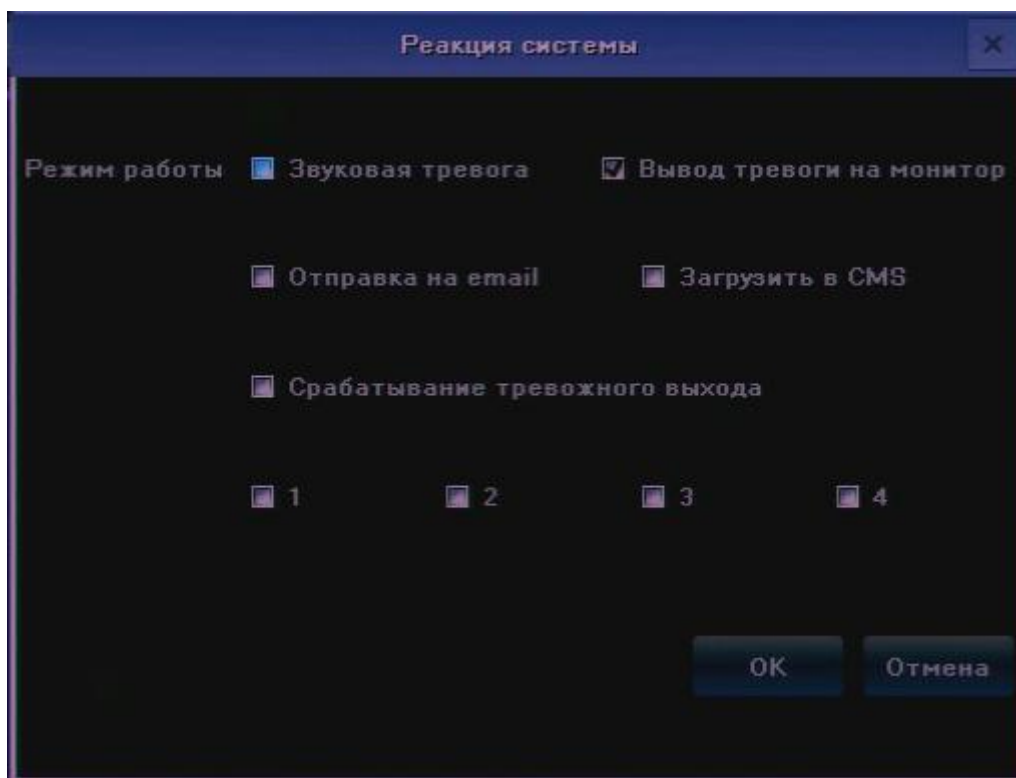 Реакция системы
Режим работы Звуковая тревога Вывод тревоги на монитор
Отправка на email Загрузить в CMS
Срабатывание тревожного выхода
1 2 3 4
OK Отмена